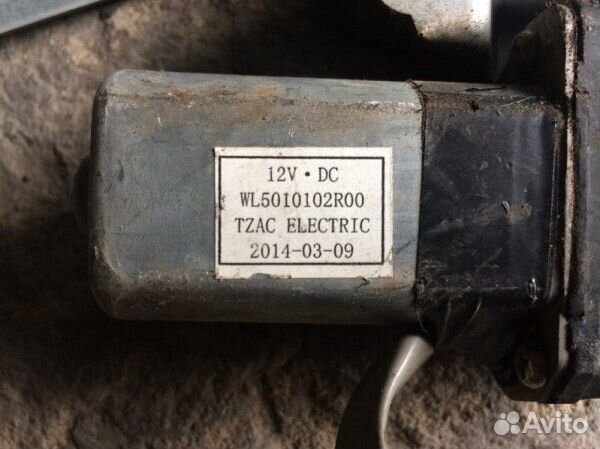 12V · DC
WL5010102R00
TZAC ELECTRIC
2014-03-09
Avito